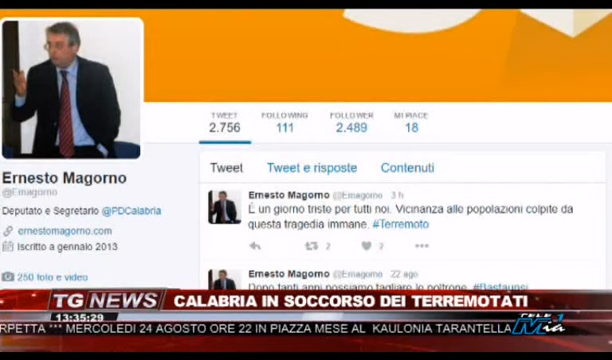 TWEET FOLLOWING FOLLOWER MI PIACE
2.756 111 2.489 18
Ernesto Magorno
@Emagorno
Deputato e Segretario @PDCalabria
ernestomagorno.com
Iscritto a gennaio 2013
250 foto e video
Tweet Tweet e risposte Contenuti
Ernesto Magorno @Emagorno 3 h
È un giorno triste per tutti noi. Vicinanza alle popolazioni colpite da
questa tragedia immane. #Terremoto
2 2
Ernesto Magorno @Emagorno 22 ago
Dopo tanti anni possiamo tagliare le poltrone. #Bastaunsi
TG NEWS CALABRIA IN SOCCORSO DEI TERREMOTATI
13:35:29
ERPETTA *** MERCOLEDI 24 AGOSTO ORE 22 IN PIAZZA MESE AL KAULONIA TARANTELLA
TELE Mia